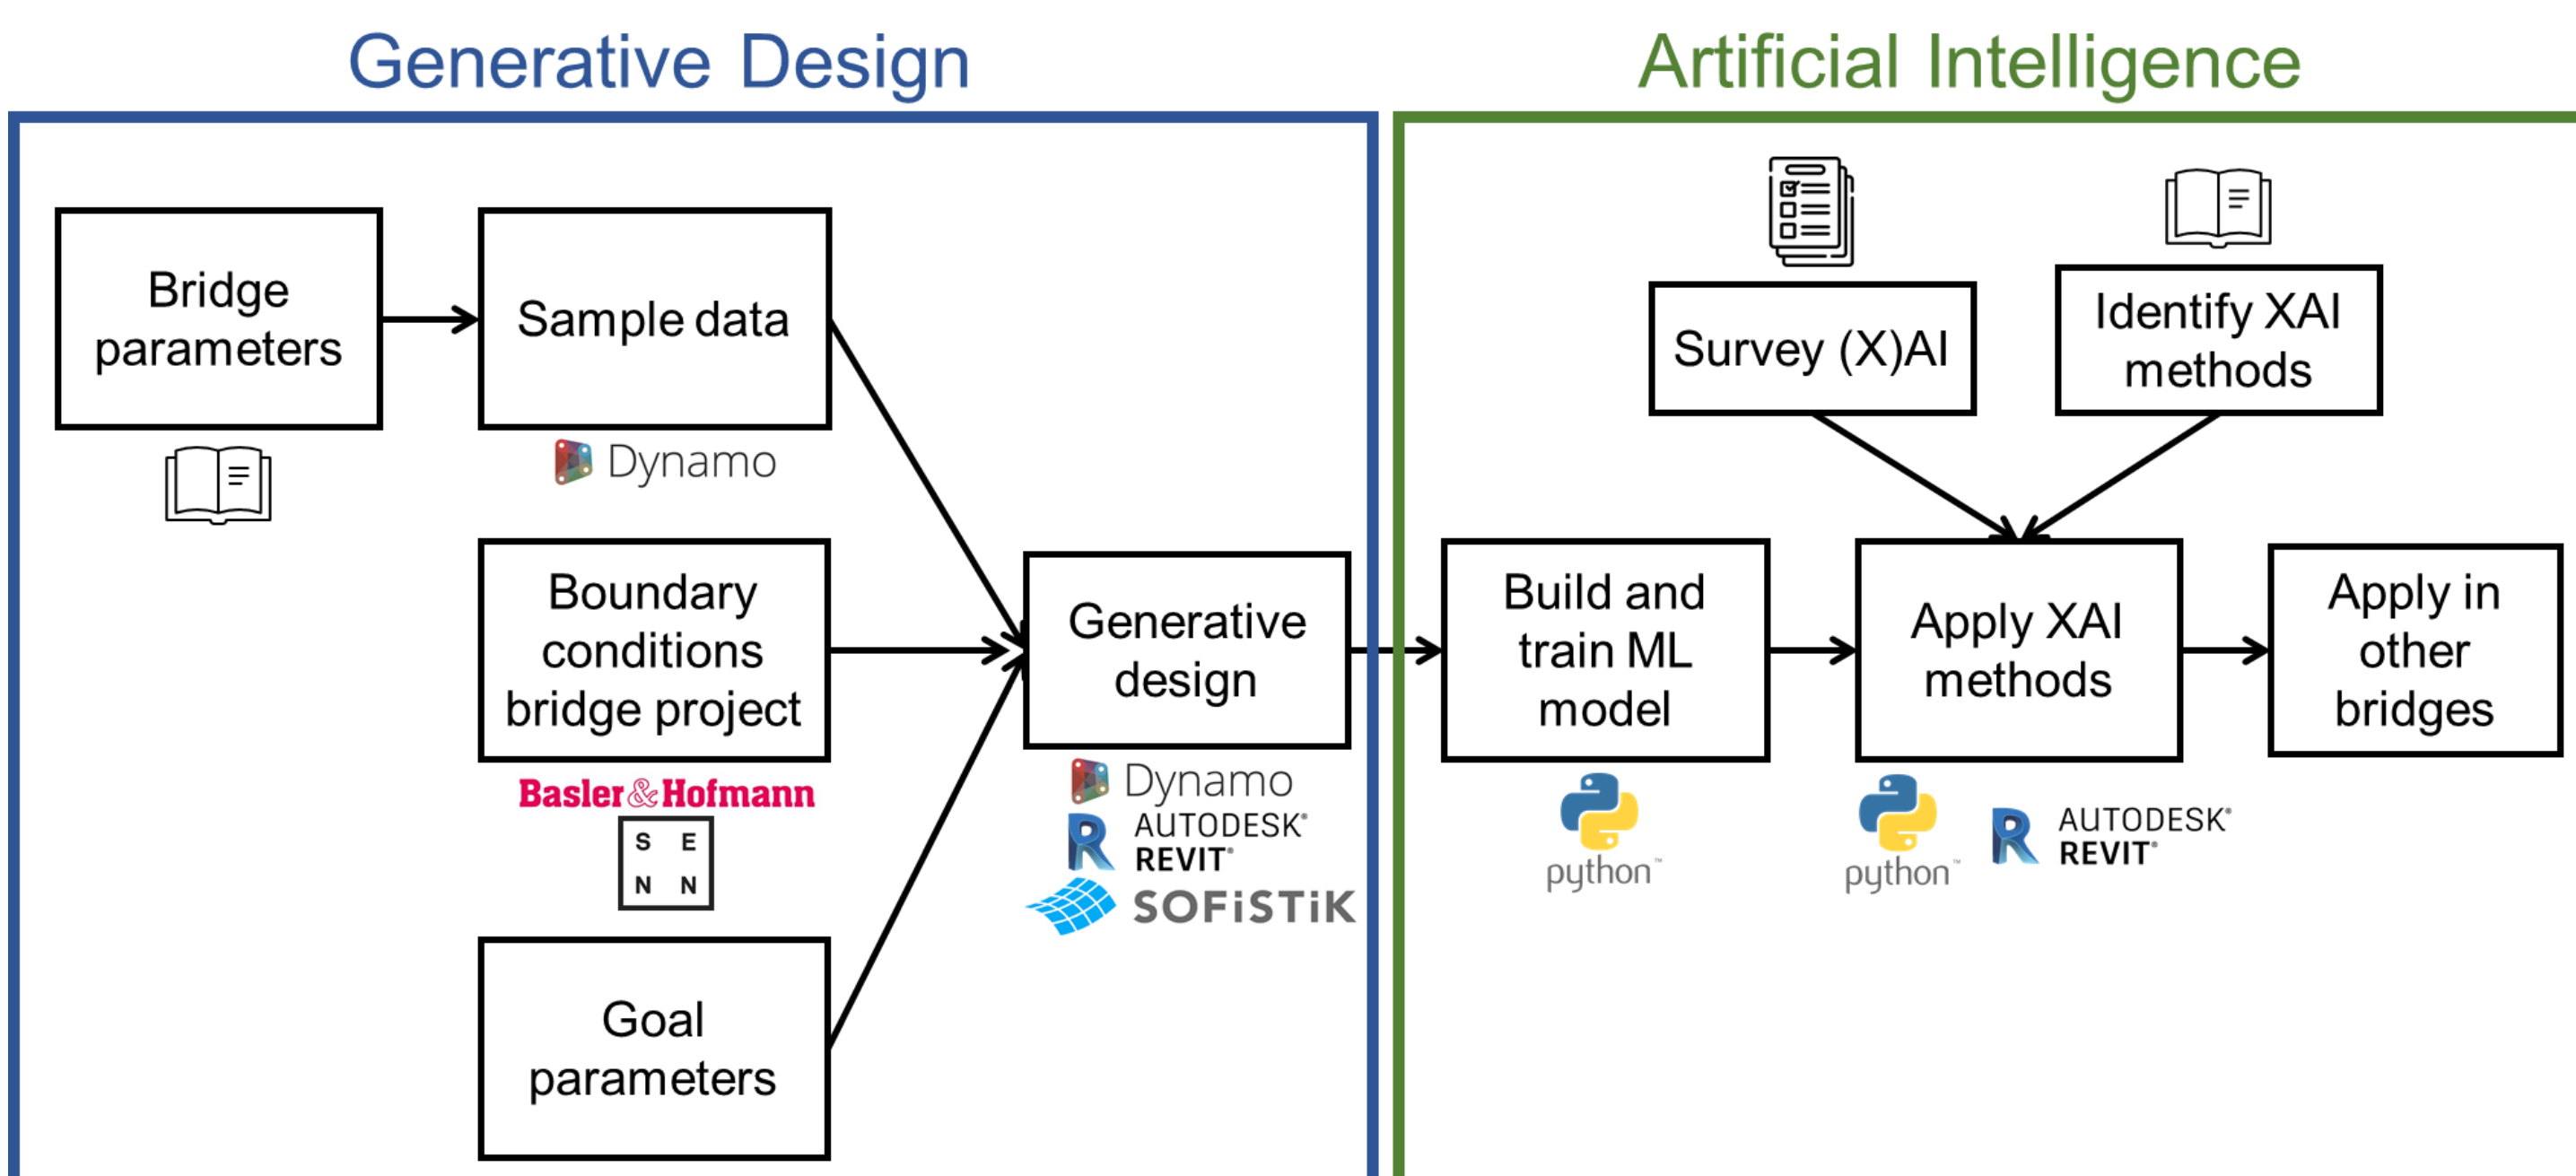 Generative Design
Artificial Intelligence
Bridge
parameters
Sample data
Dynamo
Boundary
conditions
bridge project
Basler&Hofmann
S E
N N
Goal
parameters
Generative
design
Dynamo
AUTODESK®
REVIT®
SOFiSTiK
Survey (X)AI
Identify XAI
methods
Build and
train ML
model
python™
Apply XAI
methods
python™
AUTODESK®
REVIT®
Apply in
other
bridges